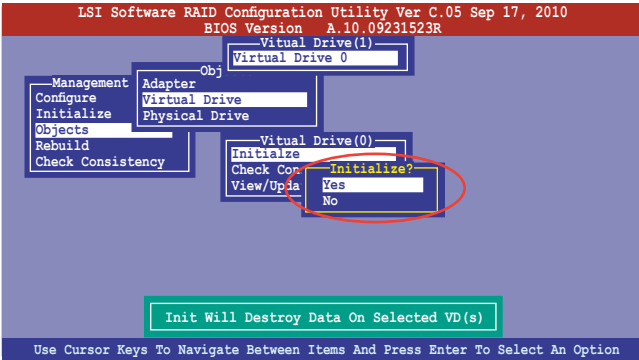 LSI Software RAID Configuration Utility Ver C.05 Sep 17, 2010
BIOS Version A.10.09231523R
Vitual Drive(1)
Virtual Drive 0
Obj
Adapter
Virtual Drive
Physical Drive
Management
Configure
Initialize
Objects
Rebuild
Check Consistency
Vitual Drive(0)
Initialze
Check Con
View/Upda
Initialize?
Yes
No
Init Will Destroy Data On Selected VD(s)
Use Cursor Keys To Navigate Between Items And Press Enter To Select An Option